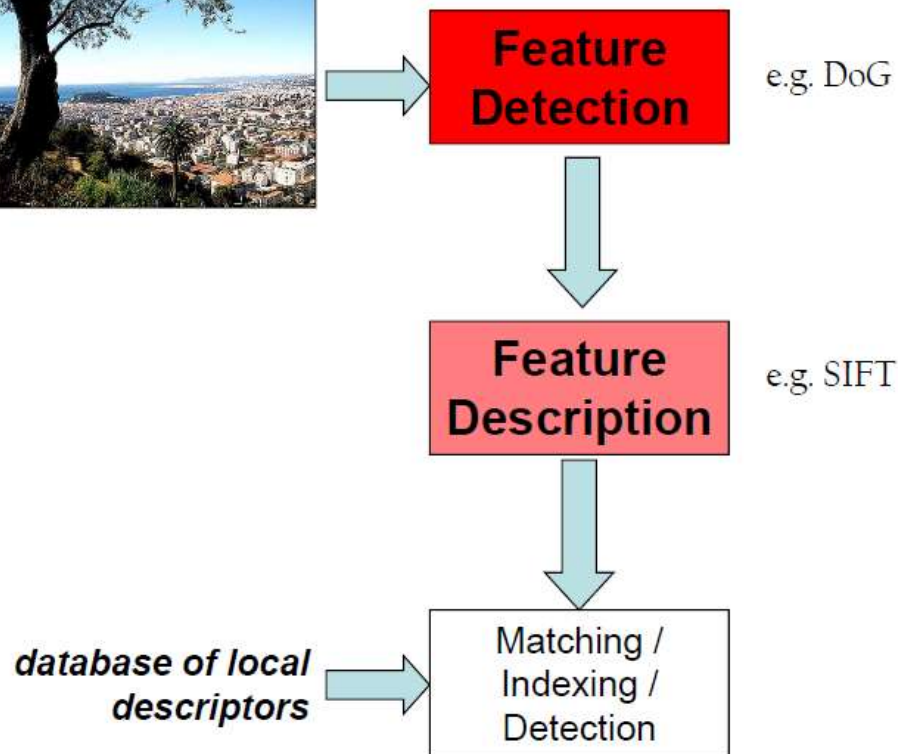 Feature
Detection
e.g. DoG
Feature
Description
e.g. SIFT
database of local
descriptors
Matching /
Indexing /
Detection